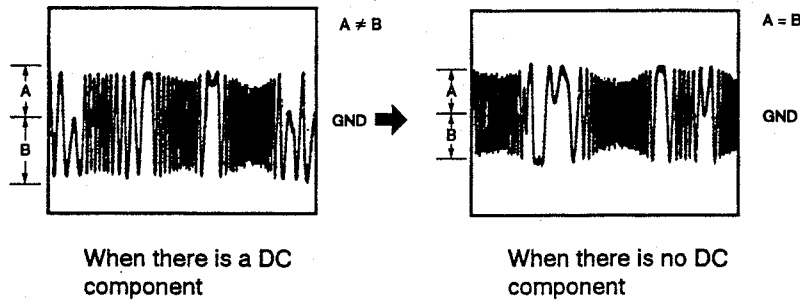 A ≠ B
A = B
A
B
GND
A
B
GND
When there is a DC
component
When there is no DC
component